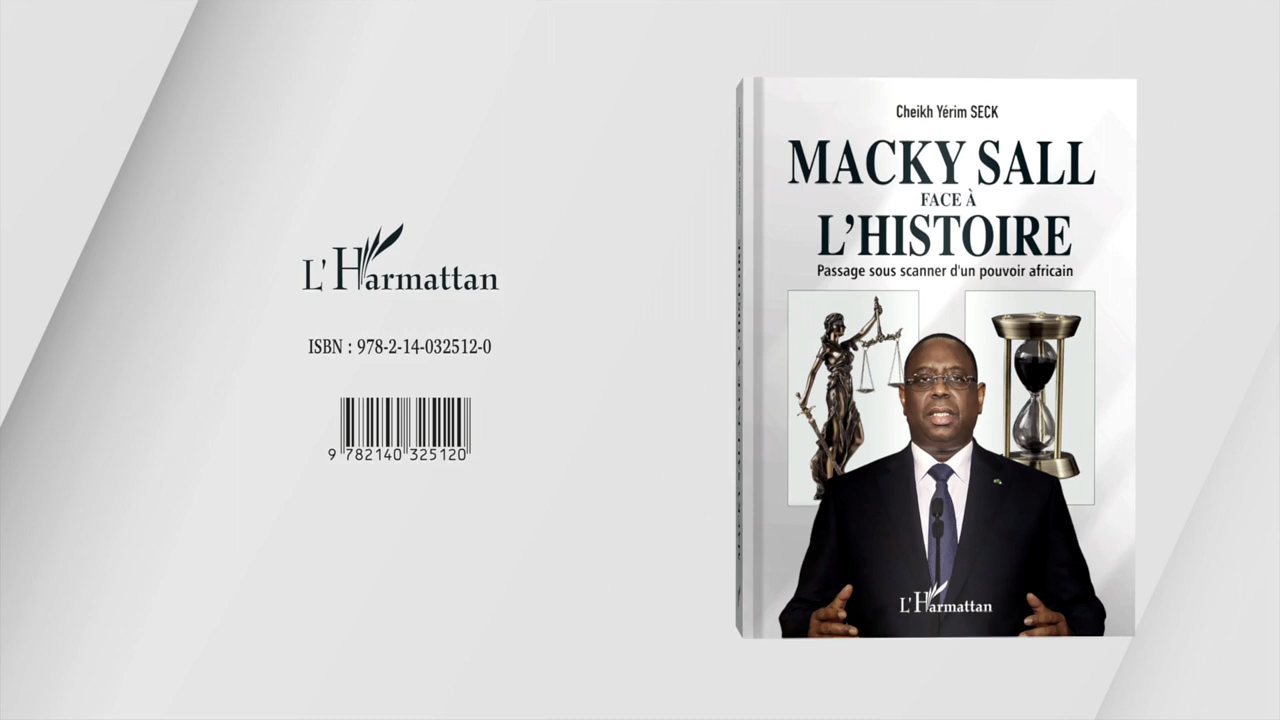 L'Harmattan
ISBN : 978-2-14-032512-0
9 782140 325120
Cheikh Yérim SECK
MACKY SALL
FACE À
L'HISTOIRE
Passage sous scanner d'un pouvoir africain
L'Harmattan